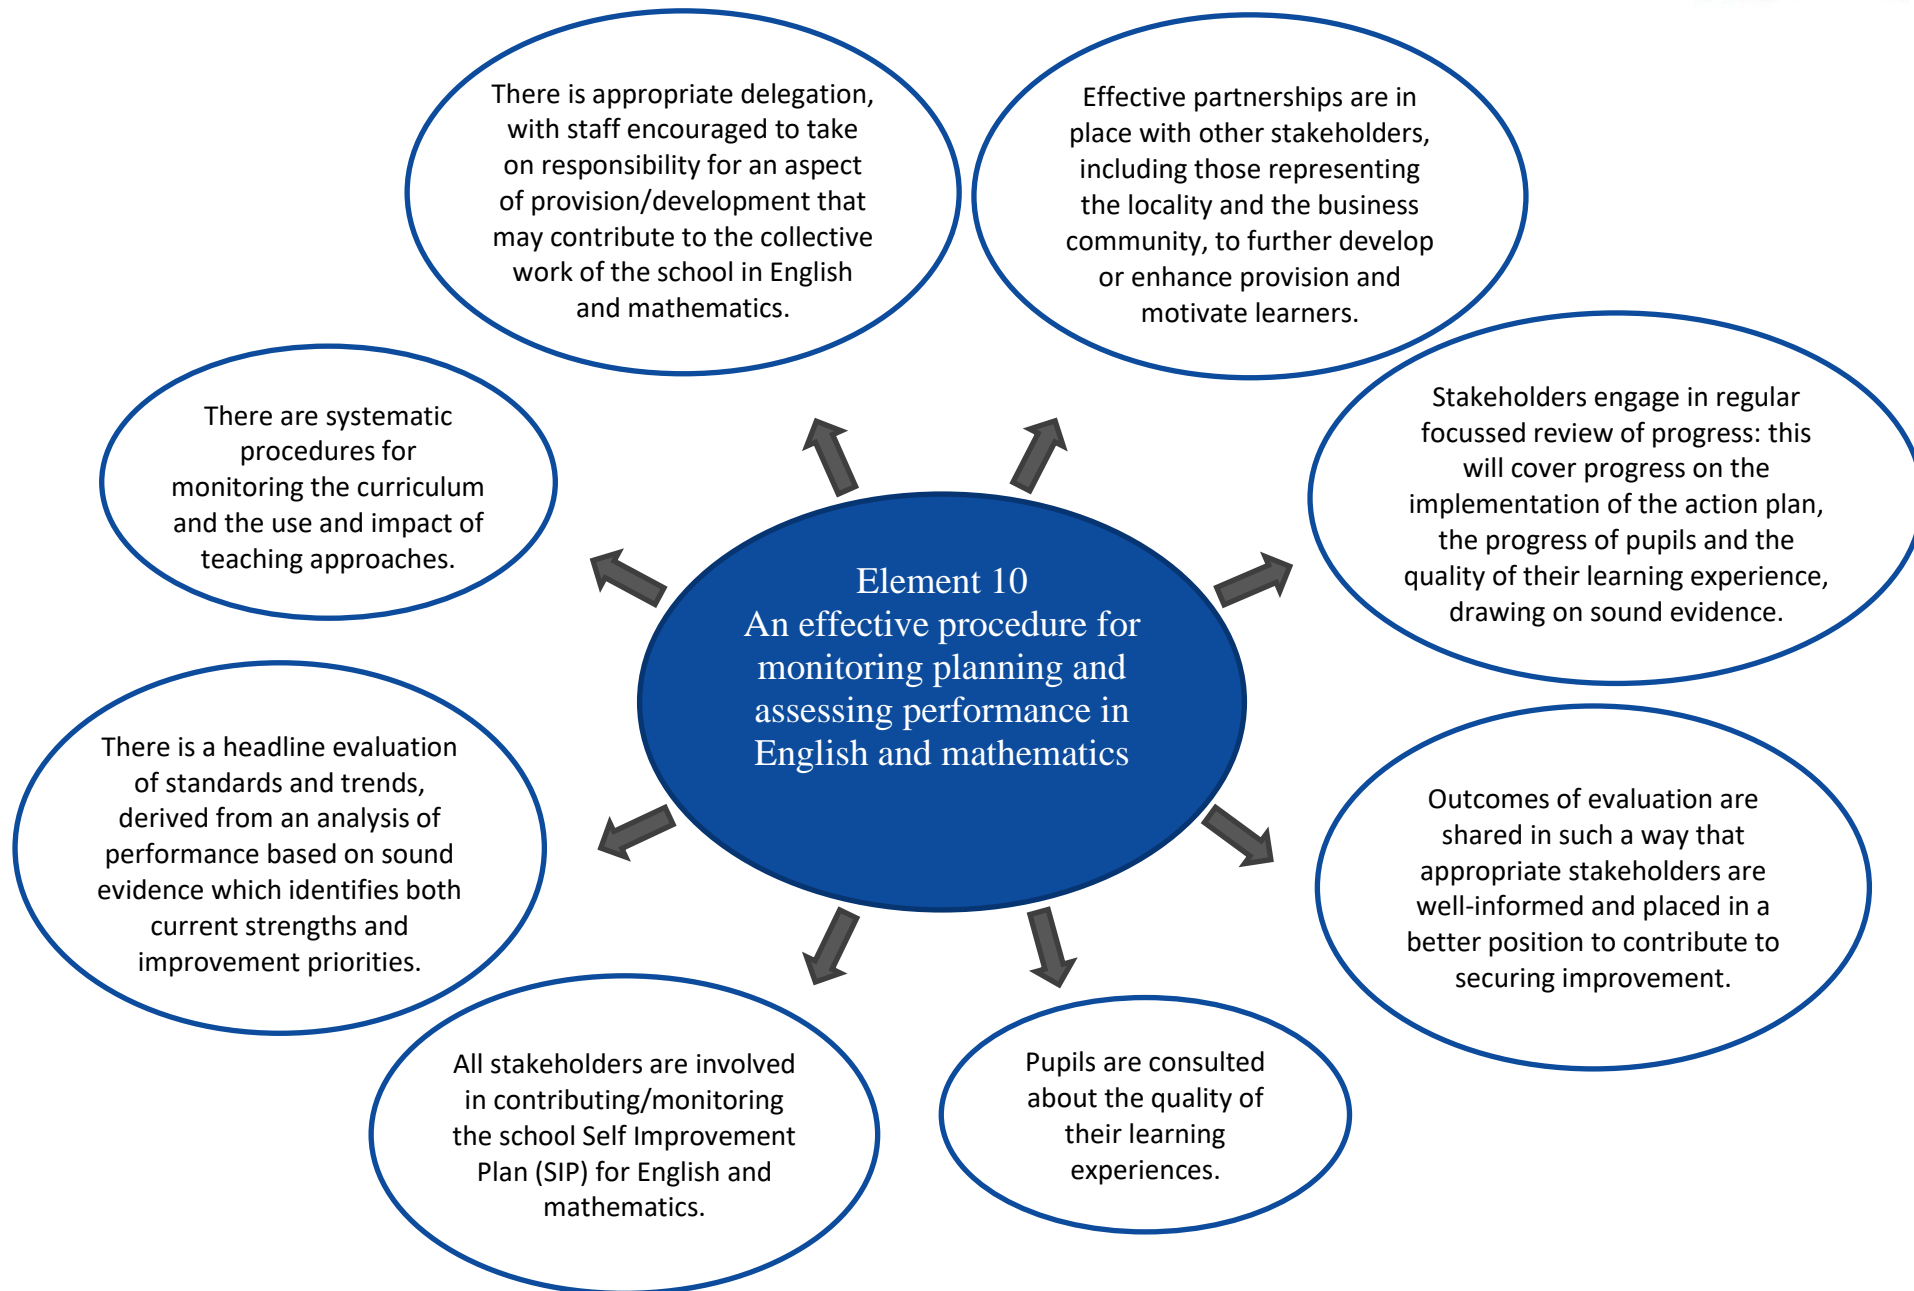 There is appropriate delegation,
with staff encouraged to take
on responsibility for an aspect
of provision/development that
may contribute to the collective
work of the school in English
and mathematics.
Effective partnerships are in
place with other stakeholders,
including those representing
the locality and the business
community, to further develop
or enhance provision and
motivate learners.
There are systematic
procedures for
monitoring the curriculum
and the use and impact of
teaching approaches.
Stakeholders engage in regular
focussed review of progress: this
will cover progress on the
implementation of the action plan,
the progress of pupils and the
quality of their learning experience,
drawing on sound evidence.
Element 10
An effective procedure for
monitoring planning and
assessing performance in
English and mathematics
There is a headline evaluation
of standards and trends,
derived from an analysis of
performance based on sound
evidence which identifies both
current strengths and
improvement priorities.
Outcomes of evaluation are
shared in such a way that
appropriate stakeholders are
well-informed and placed in a
better position to contribute to
securing improvement.
All stakeholders are involved
in contributing/monitoring
the school Self Improvement
Plan (SIP) for English and
mathematics.
Pupils are consulted
about the quality of
their learning
experiences.